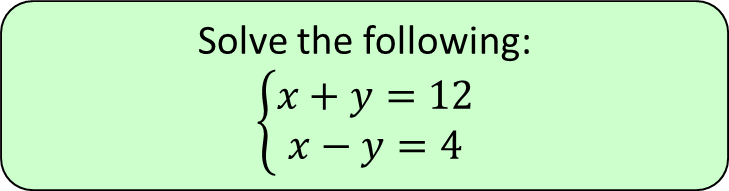 Solve the following:
x + y = 12
x − y = 4